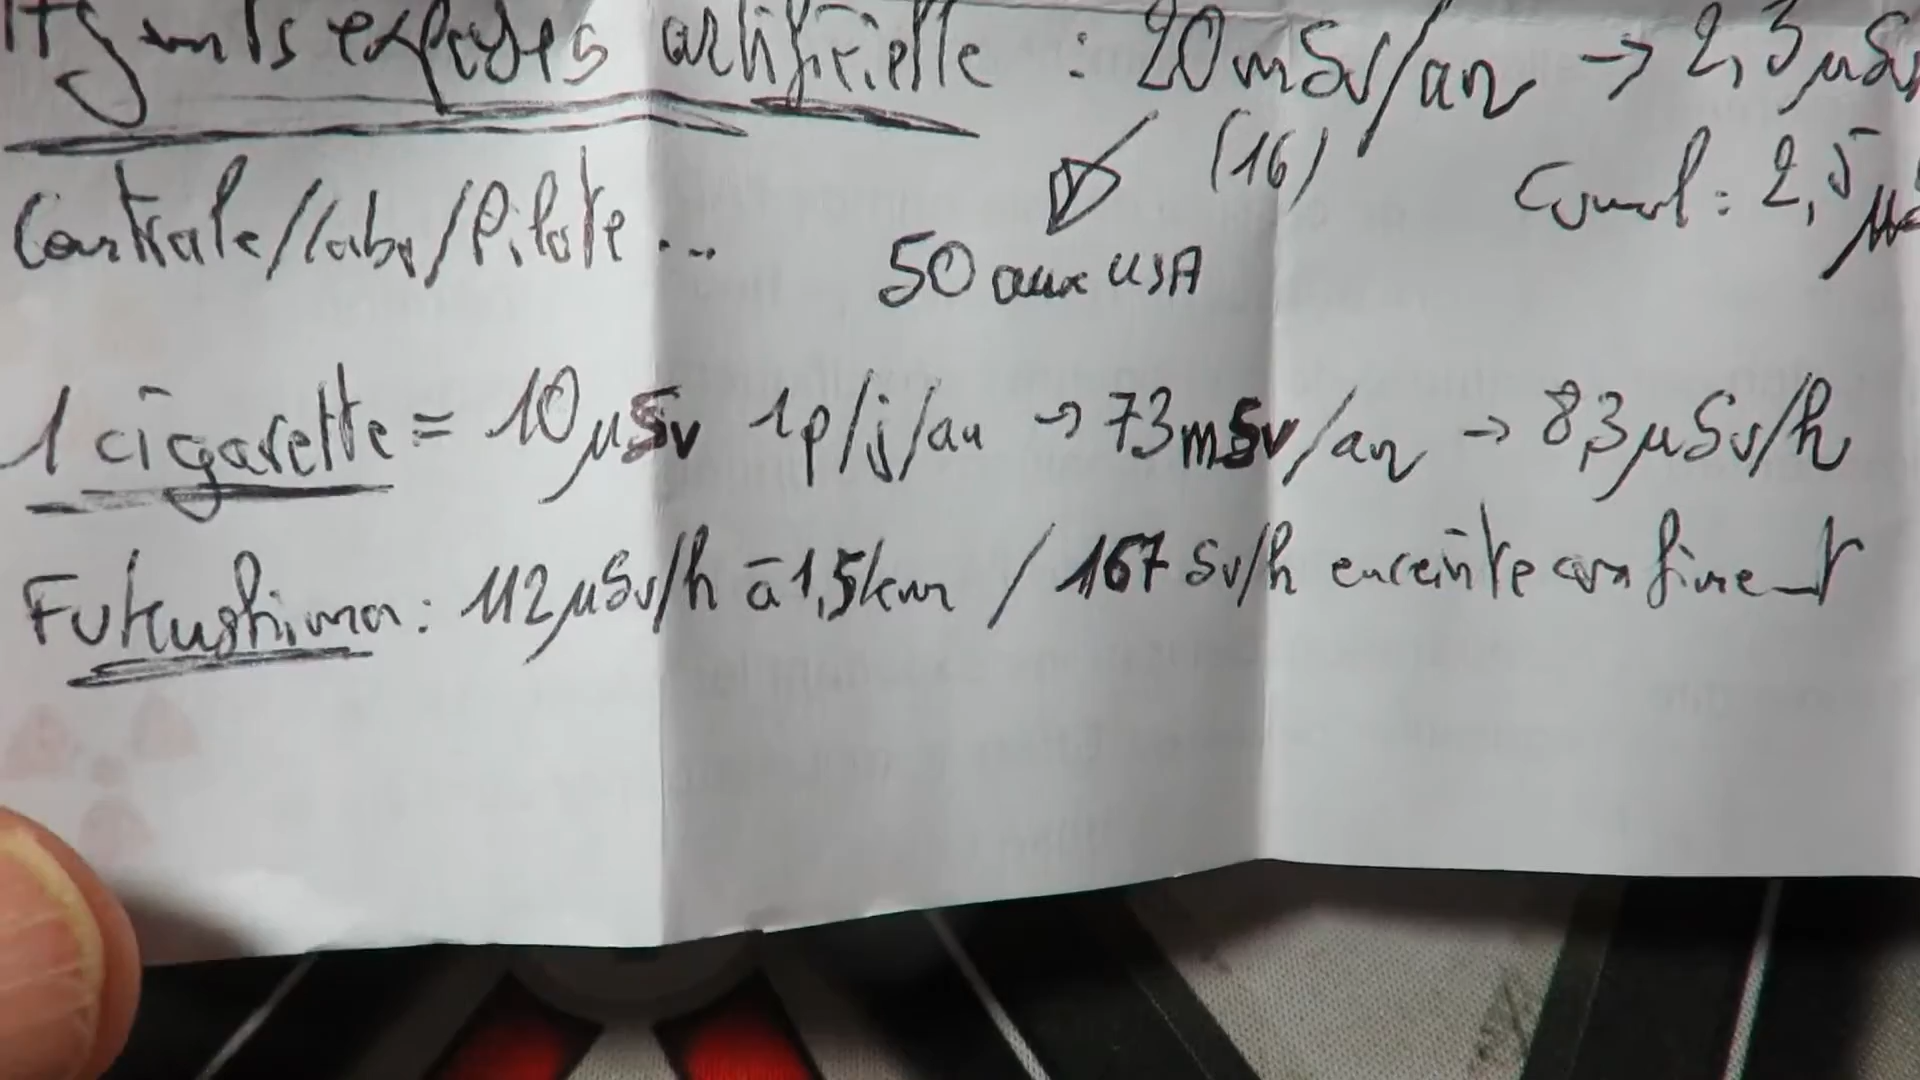 Agents exposés artificielle : 20 mSv/an → 2,3 µSv
Centrale/labo/Pilote... (16) Cumul : 2,5 µ
50 aux USA
1 cigarette = 10 µSv 1p/j/an → 73 mSv/an → 8,3 µSv/h
Fukushima : 112 µSv/h à 1,5 km / 167 Sv/h enceinte confinement